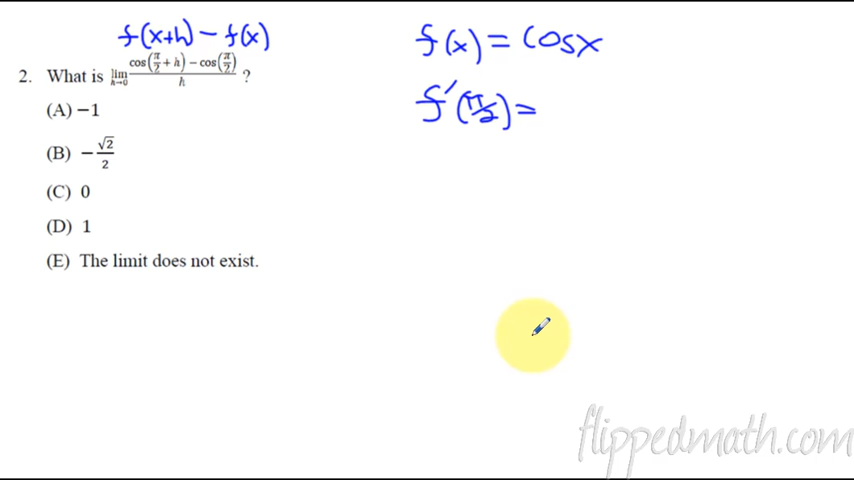 f(x+h) - f(x)
f(x) = cosx
2. What is lim h→0 (cos(π/2 + h) - cos(π/2))/h ?
f'(π/2) =
(A) -1
(B) -√2/2
(C) 0
(D) 1
(E) The limit does not exist.
flippedmath.com